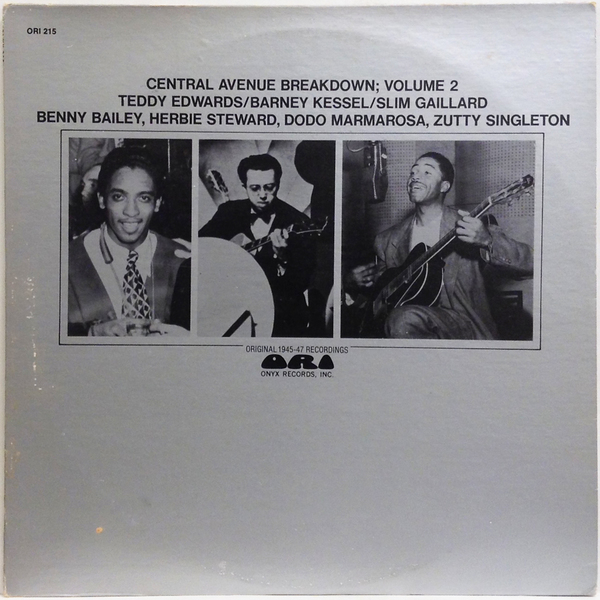 ORI 215
CENTRAL AVENUE BREAKDOWN; VOLUME 2
TEDDY EDWARDS/BARNEY KESSEL/SLIM GAILLARD
BENNY BAILEY, HERBIE STEWARD, DODO MARMAROSA, ZUTTY SINGLETON
ORIGINAL 1945-47 RECORDINGS
ORI
ONYX RECORDS, INC.